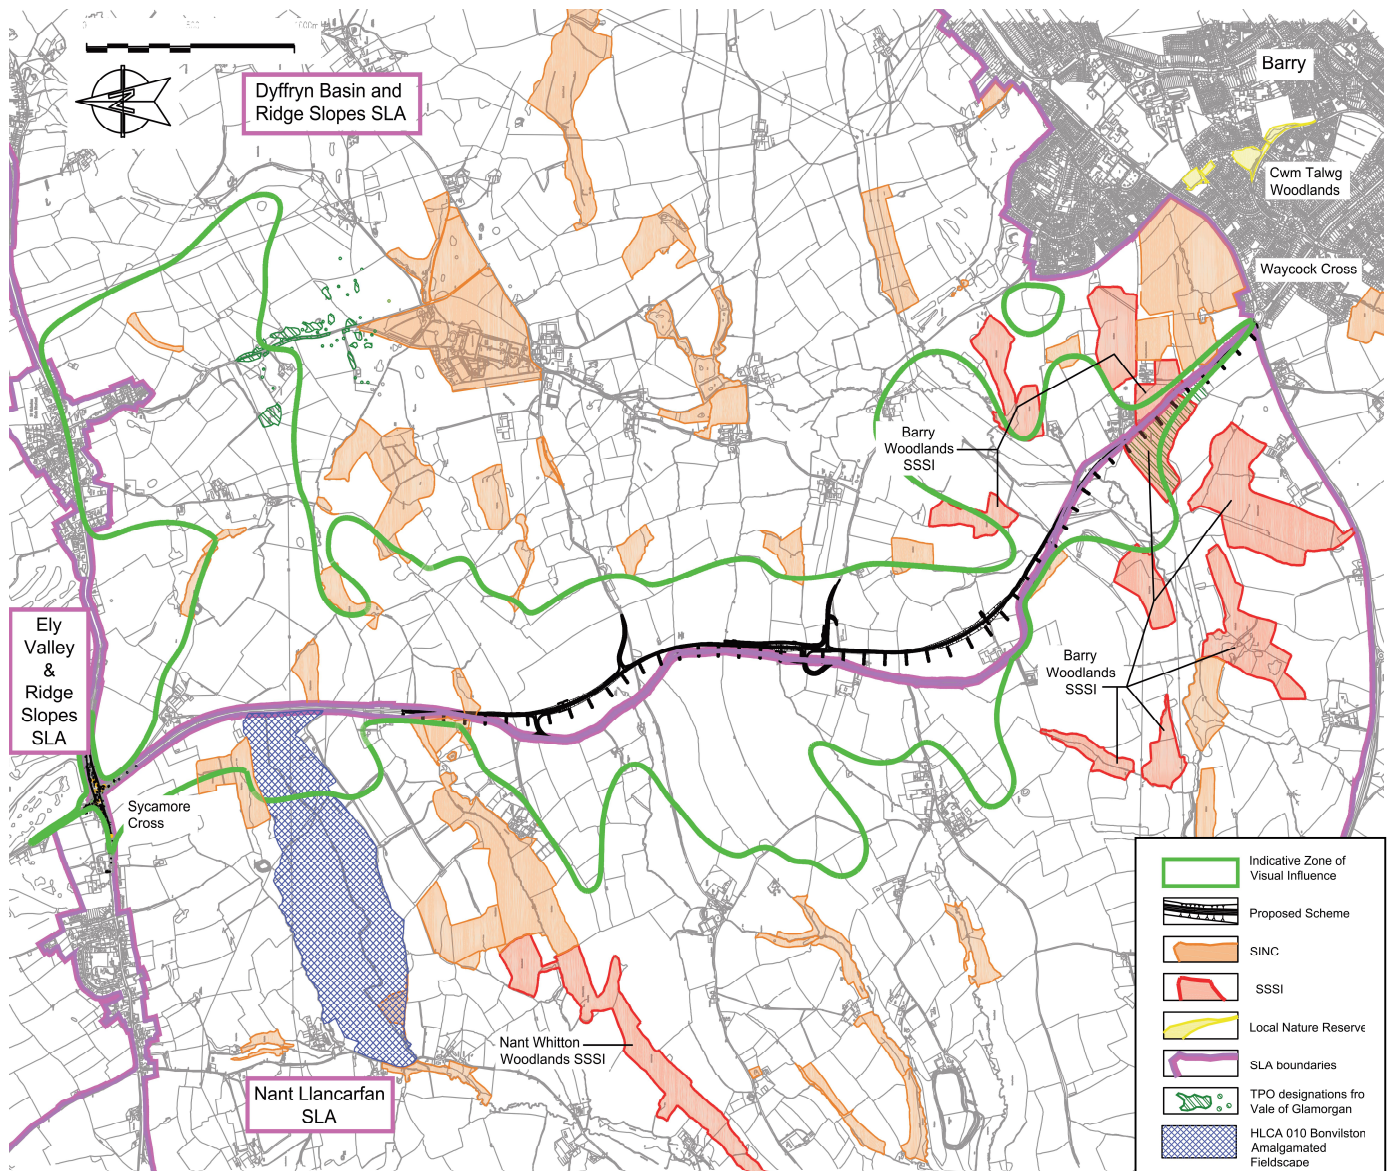 Dyffryn Basin and
Ridge Slopes SLA
Barry
Cwm Talwg
Woodlands
Waycock Cross
Barry
Woodlands
SSSI
Ely
Valley
&
Ridge
Slopes
SLA
Barry
Woodlands
SSSI
Sycamore
Cross
Nant Whitton
Woodlands SSSI
Nant Llancarfan
SLA
Indicative Zone of
Visual Influence
Proposed Scheme
SINC
SSSI
Local Nature Reserve
SLA boundaries
TPO designations fro
Vale of Glamorgan
HLCA 010 Bonvilston
Amalgamated
Fieldscape